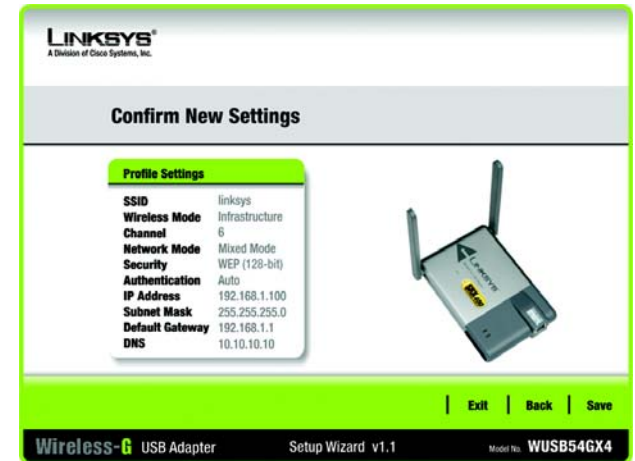 LINKSYS®
A Division of Cisco Systems, Inc.
Confirm New Settings
Profile Settings
SSID linksys
Wireless Mode Infrastructure
Channel 6
Network Mode Mixed Mode
Security WEP (128-bit)
Authentication Auto
IP Address 192.168.1.100
Subnet Mask 255.255.255.0
Default Gateway 192.168.1.1
DNS 10.10.10.10
LINKSYS
Exit Back Save
Wireless-G USB Adapter Setup Wizard v1.1 Model No. WUSB54GX4